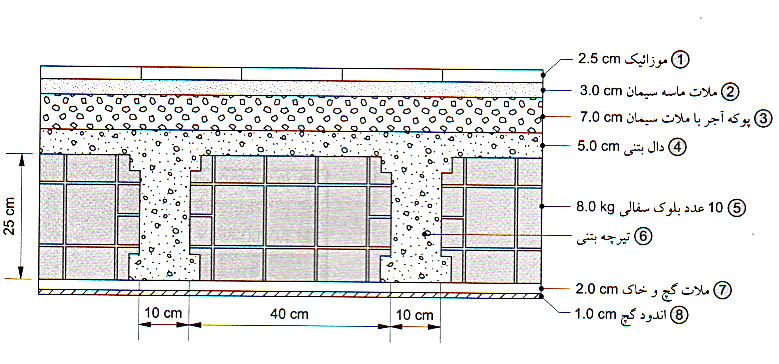 ① موزائیک 2.5 cm
② ملات ماسه سیمان 3.0 cm
③ پوکه آجر با ملات سیمان 7.0 cm
④ دال بتنی 5.0 cm
⑤ 10 عدد بلوک سفالی 8.0 kg
⑥ تیرچه بتنی
⑦ ملات گچ و خاک 2.0 cm
⑧ اندود گچ 1.0 cm
25 cm
10 cm
40 cm
10 cm